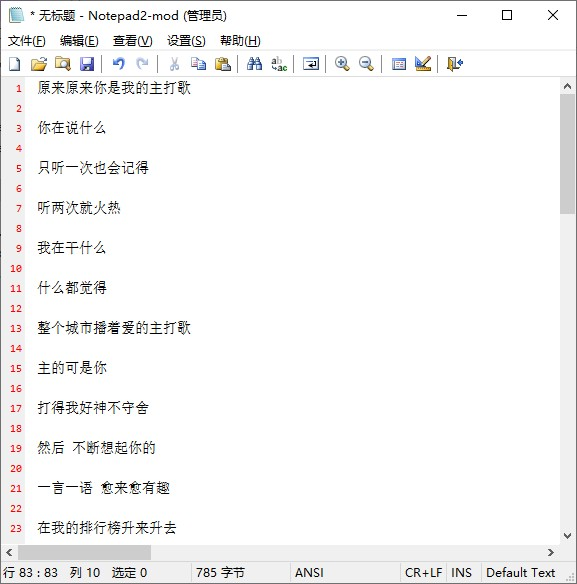 * 无标题 - Notepad2-mod (管理员)
文件(F) 编辑(E) 查看(V) 设置(S) 帮助(H)
1 原来原来你是我的主打歌
2
3 你在说什么
4
5 只听一次也会记得
6
7 听两次就火热
8
9 我在干什么
10
11 什么都觉得
12
13 整个城市播着爱的主打歌
14
15 主的可是你
16
17 打得我好神不守舍
18
19 然后 不断想起你的
20
21 一言一语 愈来愈有趣
22
23 在我的排行榜升来升去
行 83 : 83 列 10 选定 0 785 字节 ANSI CR+LF INS Default Text